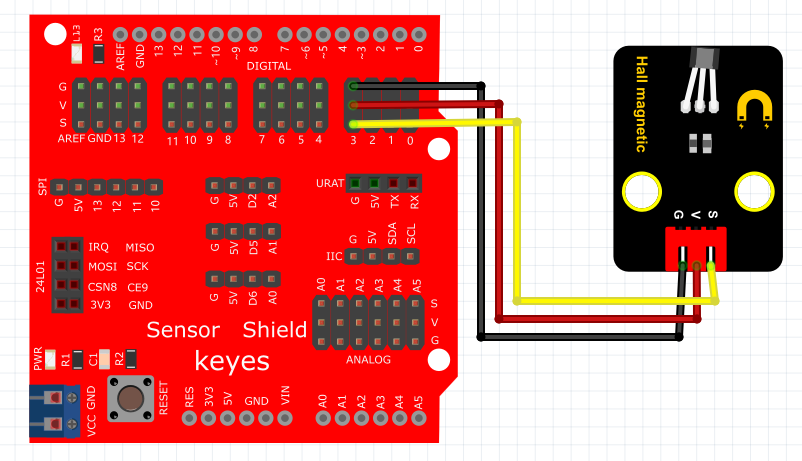 L13
R3
AREF
GND
13
12
11
~10
~9
8
7
~6
~5
4
~3
2
1
0
DIGITAL
G
V
S
AREF GND 13 12
11 10 9 8
7 6 5 4
3 2 1 0
SPI
G
5V
13
12
11
10
G 5V D2 A2
G 5V D5 A1
G 5V D6 A0
URAT
G
5V
TX
RX
IIC
G
5V
SDA
SCL
24L01
IRQ MISO
MOSI SCK
CSN8 CE9
3V3 GND
A0 A1 A2 A3 A4 A5
S
V
G
ANALOG
Sensor Shield
keyes
PWR
R1
C1
R2
VCC GND
RESET
RES
3V3
5V
GND
VIN
A0
A1
A2
A3
A4
A5
Hall magnetic
G
V
S